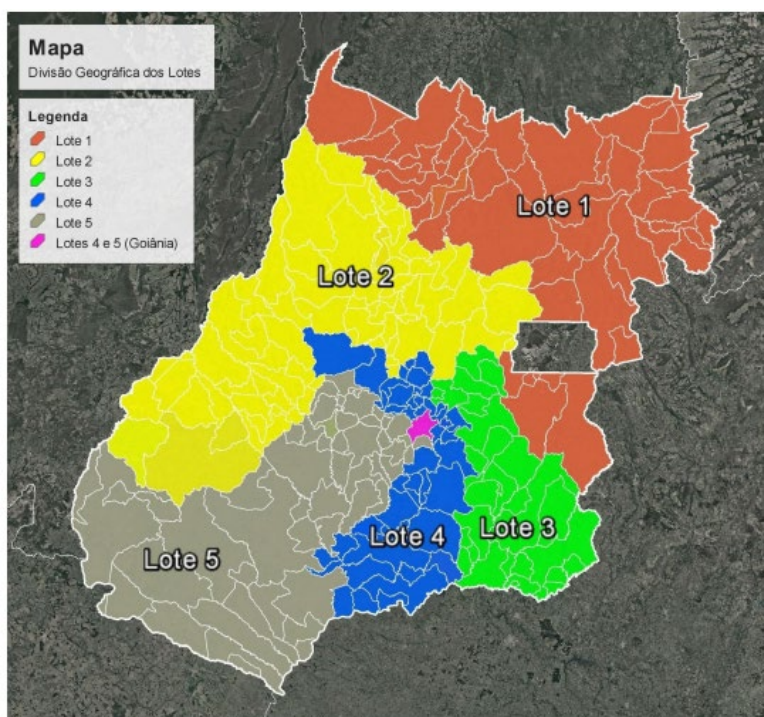 Mapa
Divisão Geográfica dos Lotes
Legenda
Lote 1
Lote 2
Lote 3
Lote 4
Lote 5
Lotes 4 e 5 (Goiânia)
Lote 1
Lote 2
Lote 3
Lote 4
Lote 5